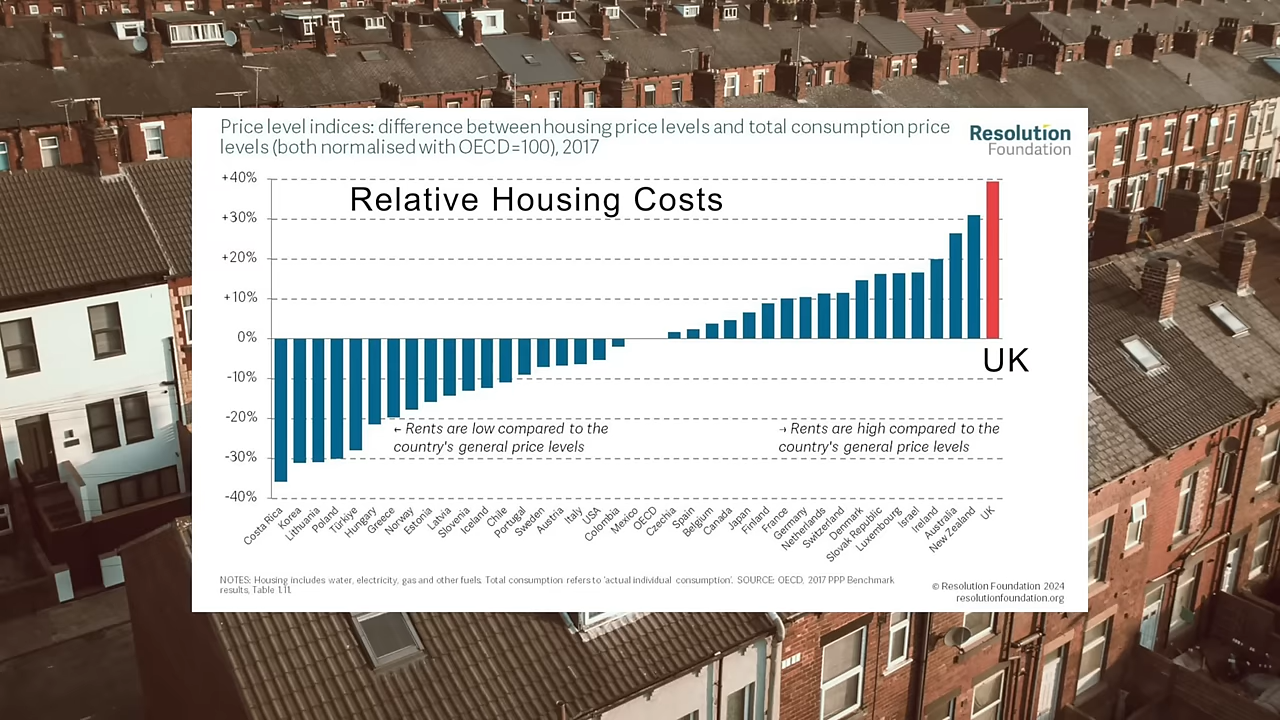 Price level indices: difference between housing price levels and total consumption price
levels (both normalised with OECD=100), 2017
Resolution
Foundation
Relative Housing Costs
+40%
+30%
+20%
+10%
0%
-10%
-20%
-30%
-40%
UK
← Rents are low compared to the
country's general price levels
→ Rents are high compared to the
country's general price levels
Costa Rica
Korea
Lithuania
Poland
Türkiye
Hungary
Greece
Norway
Estonia
Latvia
Slovenia
Iceland
Chile
Portugal
Sweden
Austria
Italy
USA
Colombia
Mexico
OECD
Czechia
Spain
Belgium
Canada
Japan
Finland
France
Germany
Netherlands
Switzerland
Denmark
Slovak Republic
Luxembourg
Israel
Ireland
Australia
New Zealand
UK
NOTES: Housing includes water, electricity, gas and other fuels. Total consumption refers to 'actual individual consumption'. SOURCE: OECD, 2017 PPP Benchmark
results, Table 1.11.
© Resolution Foundation 2024
resolutionfoundation.org